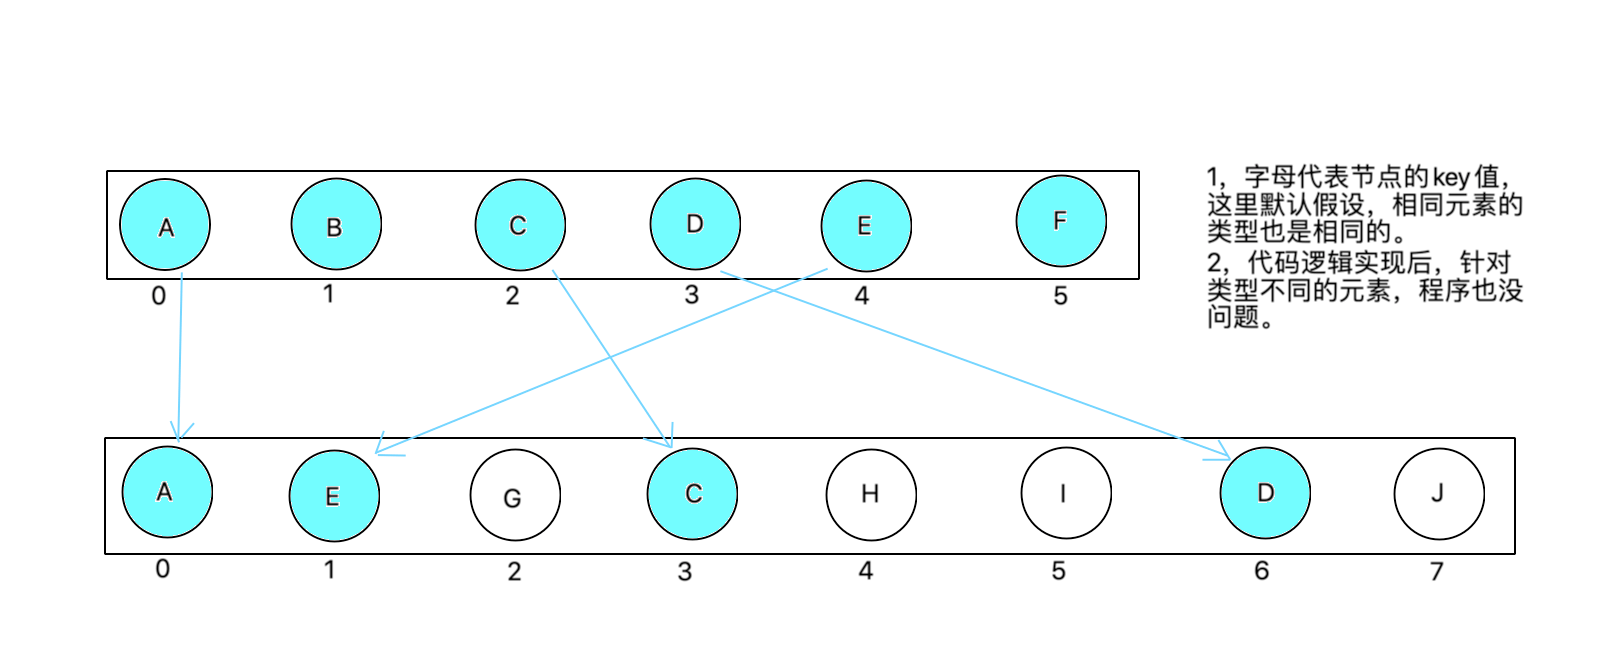 1，字母代表节点的key值，
这里默认假设，相同元素的
类型也是相同的。
2，代码逻辑实现后，针对
类型不同的元素，程序也没
问题。
A B C D E F
0 1 2 3 4 5
A E G C H I D J
0 1 2 3 4 5 6 7